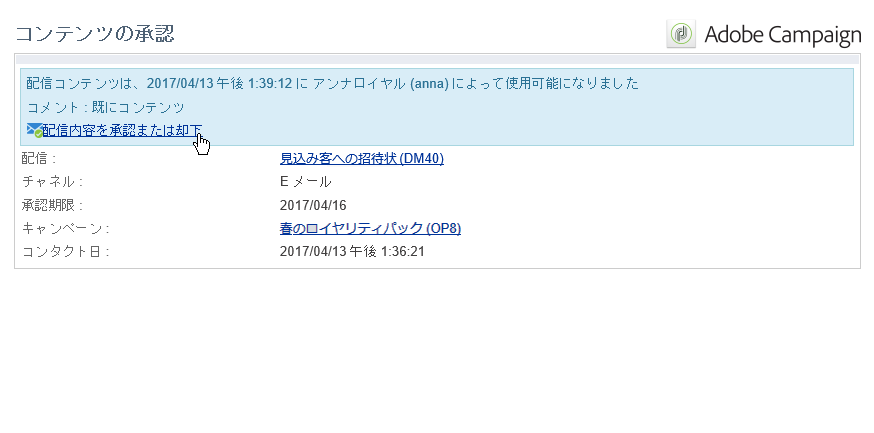 コンテンツの承認
Adobe Campaign
配信コンテンツは、2017/04/13 午後 1:39:12 に アンナロイヤル (anna) によって使用可能になりました
コメント : 既にコンテンツ
配信内容を承認または却下
配信 : 見込み客への招待状 (DM40)
チャネル : E メール
承認期限 : 2017/04/16
キャンペーン : 春のロイヤリティパック (OP8)
コンタクト日 : 2017/04/13 午後 1:36:21